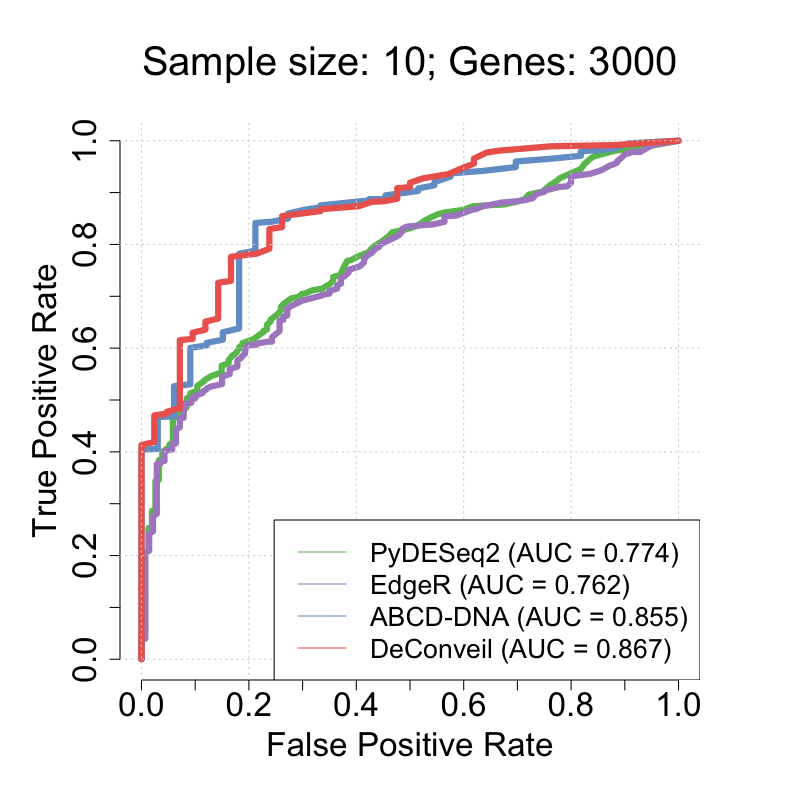 Sample size: 10; Genes: 3000
True Positive Rate
1.0
0.8
0.6
0.4
0.2
0.0
PyDESeq2 (AUC = 0.774)
EdgeR (AUC = 0.762)
ABCD-DNA (AUC = 0.855)
DeConveil (AUC = 0.867)
0.0 0.2 0.4 0.6 0.8 1.0
False Positive Rate